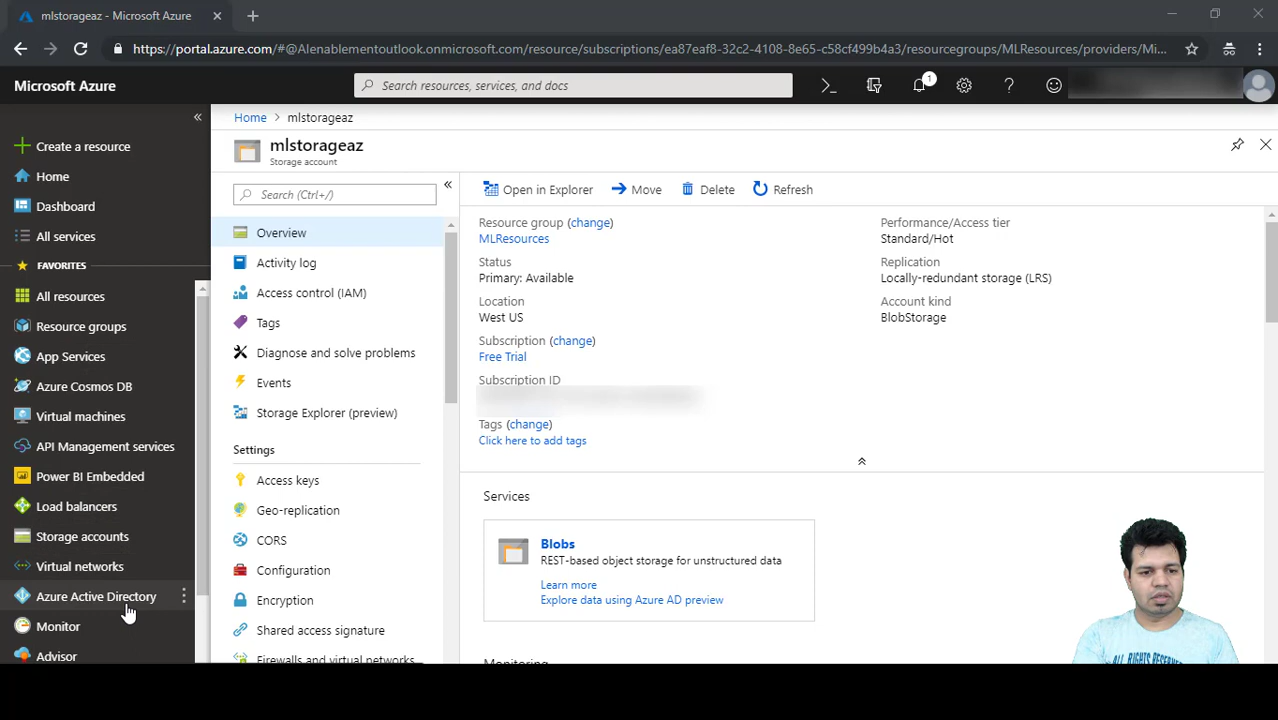 mlstorageaz - Microsoft Azure
https://portal.azure.com/#@AIenablementoutlook.onmicrosoft.com/resource/subscriptions/ea87eaf8-32c2-4108-8e65-c58cf499b4a3/resourcegroups/MLResources/providers/Mi...
Microsoft Azure
Search resources, services, and docs
1
Create a resource
Home
Dashboard
All services
FAVORITES
All resources
Resource groups
App Services
Azure Cosmos DB
Virtual machines
API Management services
Power BI Embedded
Load balancers
Storage accounts
Virtual networks
Azure Active Directory
Monitor
Advisor
Home > mlstorageaz
mlstorageaz
Storage account
Search (Ctrl+/)
Overview
Activity log
Access control (IAM)
Tags
Diagnose and solve problems
Events
Storage Explorer (preview)
Settings
Access keys
Geo-replication
CORS
Configuration
Encryption
Shared access signature
Firewalls and virtual networks
Open in Explorer
Move
Delete
Refresh
Resource group (change)
MLResources
Status
Primary: Available
Location
West US
Subscription (change)
Free Trial
Subscription ID
Tags (change)
Click here to add tags
Performance/Access tier
Standard/Hot
Replication
Locally-redundant storage (LRS)
Account kind
BlobStorage
Services
Blobs
REST-based object storage for unstructured data
Learn more
Explore data using Azure AD preview
Monitoring
ALL RIGHTS RESERVED